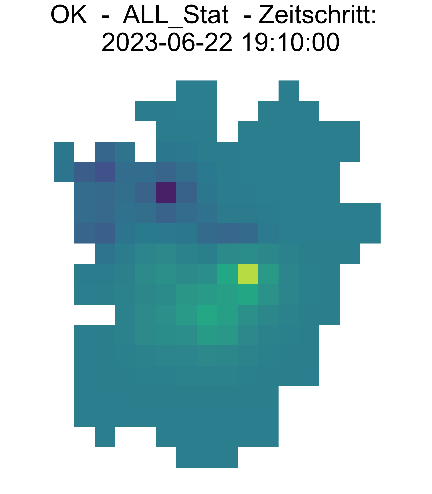 OK - ALL_Stat - Zeitschritt:
2023-06-22 19:10:00